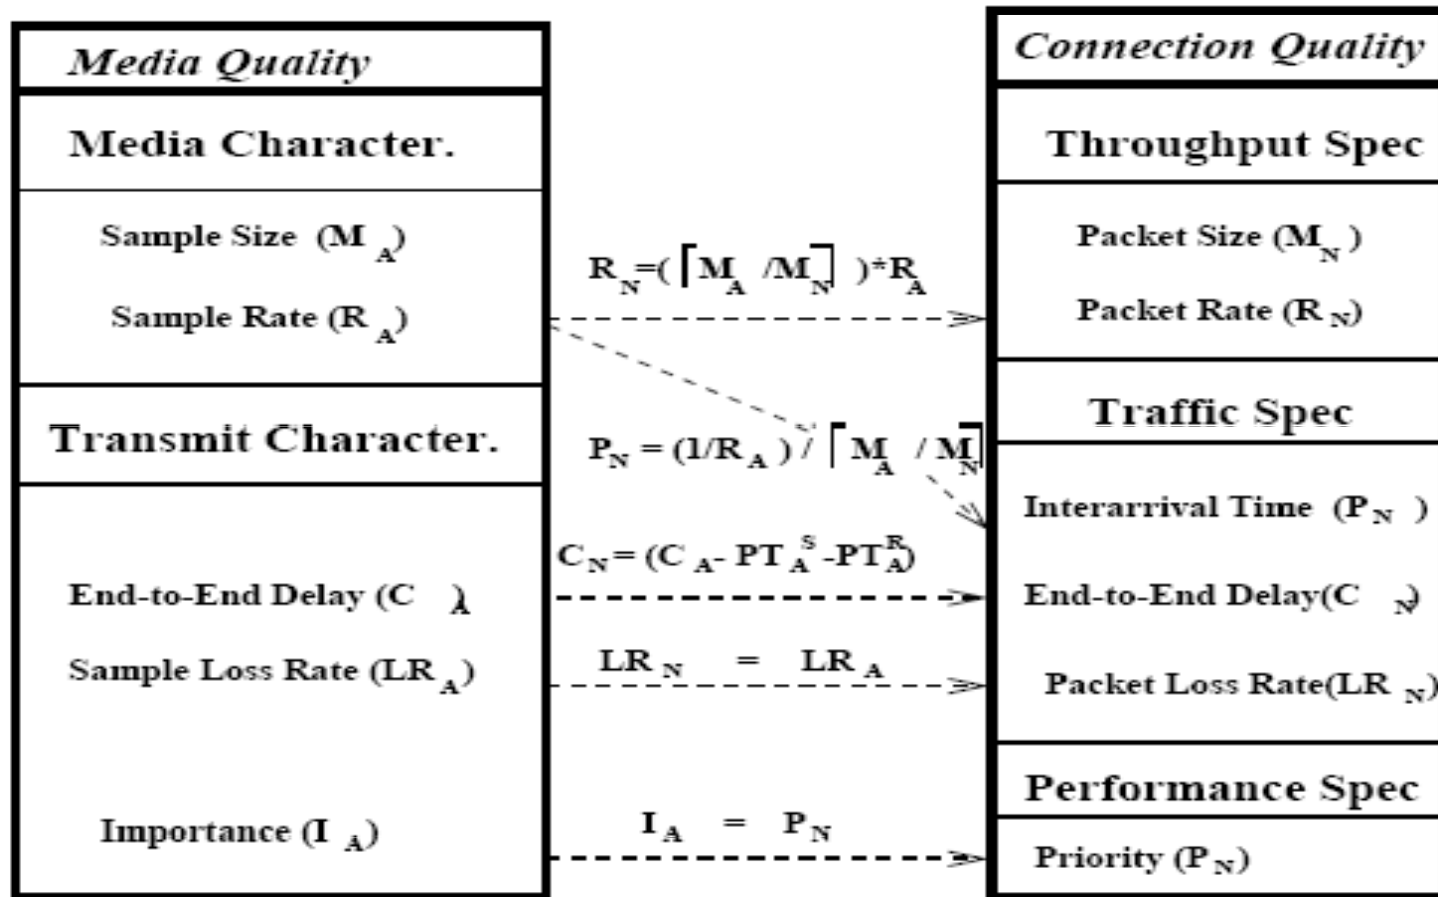 Media Quality
Media Character.
Sample Size (M A)
Sample Rate (R A)
Transmit Character.
End-to-End Delay (C A)
Sample Loss Rate (LR A)
Importance (I A)
R N=(⌈M A /M N⌉ )*R A
P N = (1/R A ) / ⌈ M A / M N⌉
C N= (C A- PT A S -PT A R)
LR N = LR A
I A = P N
Connection Quality
Throughput Spec
Packet Size (M N )
Packet Rate (R N)
Traffic Spec
Interarrival Time (P N )
End-to-End Delay(C N)
Packet Loss Rate(LR N)
Performance Spec
Priority (P N)